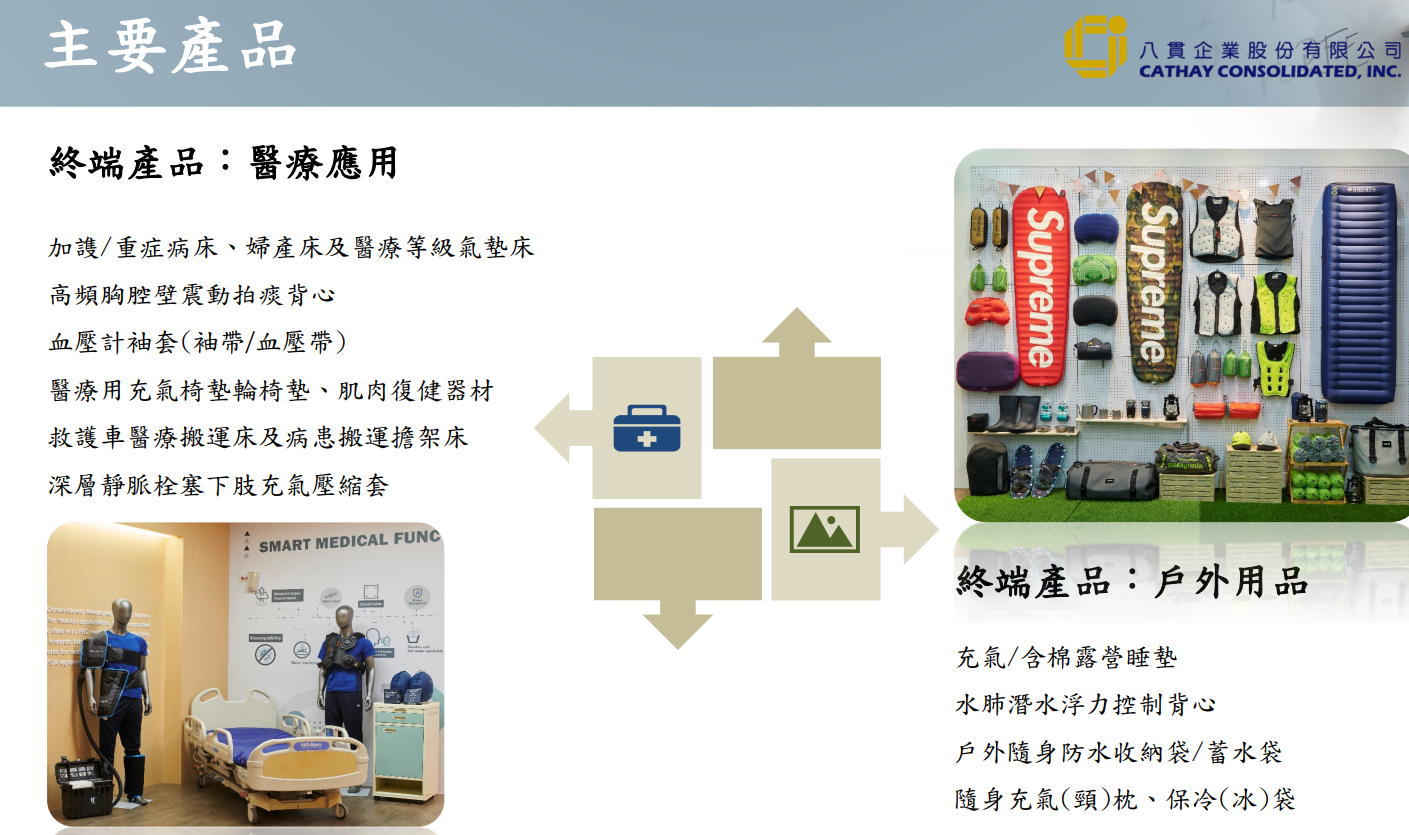 主要產品
八貫企業股份有限公司
CATHAY CONSOLIDATED, INC.
終端產品：醫療應用
加護/重症病床、婦產床及醫療等級氣墊床
高頻胸腔壁震動拍痰背心
血壓計袖套(袖帶/血壓帶)
醫療用充氣椅墊輪椅墊、肌肉復健器材
救護車醫療搬運床及病患搬運擔架床
深層靜脈栓塞下肢充氣壓縮套
SMART MEDICAL FUNC
Supreme
Supreme
patagonia
終端產品：戶外用品
充氣/含棉露營睡墊
水肺潛水浮力控制背心
戶外隨身防水收納袋/蓄水袋
隨身充氣(頸)枕、保冷(冰)袋